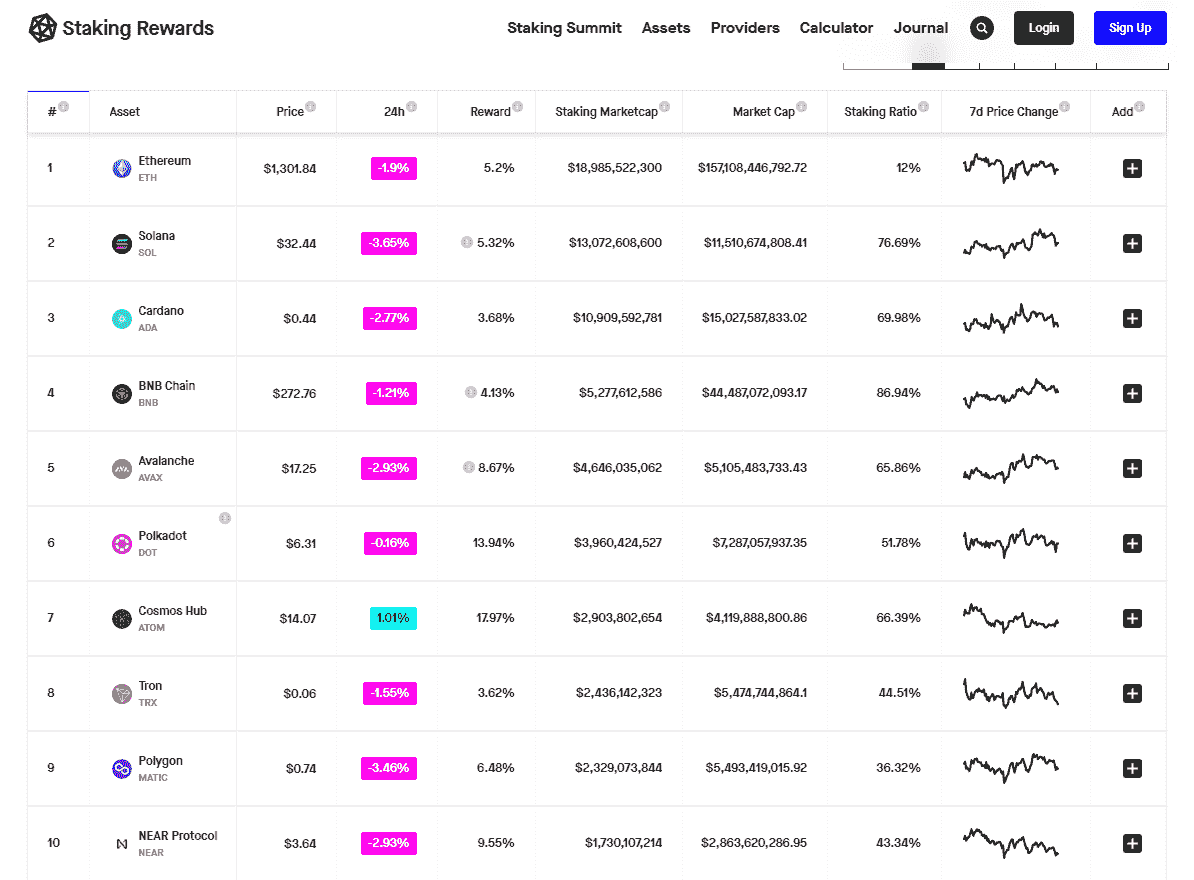 Staking Rewards
Staking Summit Assets Providers Calculator Journal Login Sign Up
# Asset Price 24h Reward Staking Marketcap Market Cap Staking Ratio 7d Price Change Add
1 Ethereum ETH $1,301.84 -1.9% 5.2% $18,985,522,300 $157,108,446,792.72 12%
2 Solana SOL $32.44 -3.65% 5.32% $13,072,608,600 $11,510,674,808.41 76.69%
3 Cardano ADA $0.44 -2.77% 3.68% $10,909,592,781 $15,027,587,833.02 69.98%
4 BNB Chain BNB $272.76 -1.21% 4.13% $5,277,612,586 $44,487,072,093.17 86.94%
5 Avalanche AVAX $17.25 -2.93% 8.67% $4,646,035,062 $5,105,483,733.43 65.86%
6 Polkadot DOT $6.31 -0.16% 13.94% $3,960,424,527 $7,287,057,937.35 51.78%
7 Cosmos Hub ATOM $14.07 1.01% 17.97% $2,903,802,654 $4,119,888,800.86 66.39%
8 Tron TRX $0.06 -1.55% 3.62% $2,436,142,323 $5,474,744,864.1 44.51%
9 Polygon MATIC $0.74 -3.46% 6.48% $2,329,073,844 $5,493,419,015.92 36.32%
10 NEAR Protocol NEAR $3.64 -2.93% 9.55% $1,730,107,214 $2,863,620,286.95 43.34%